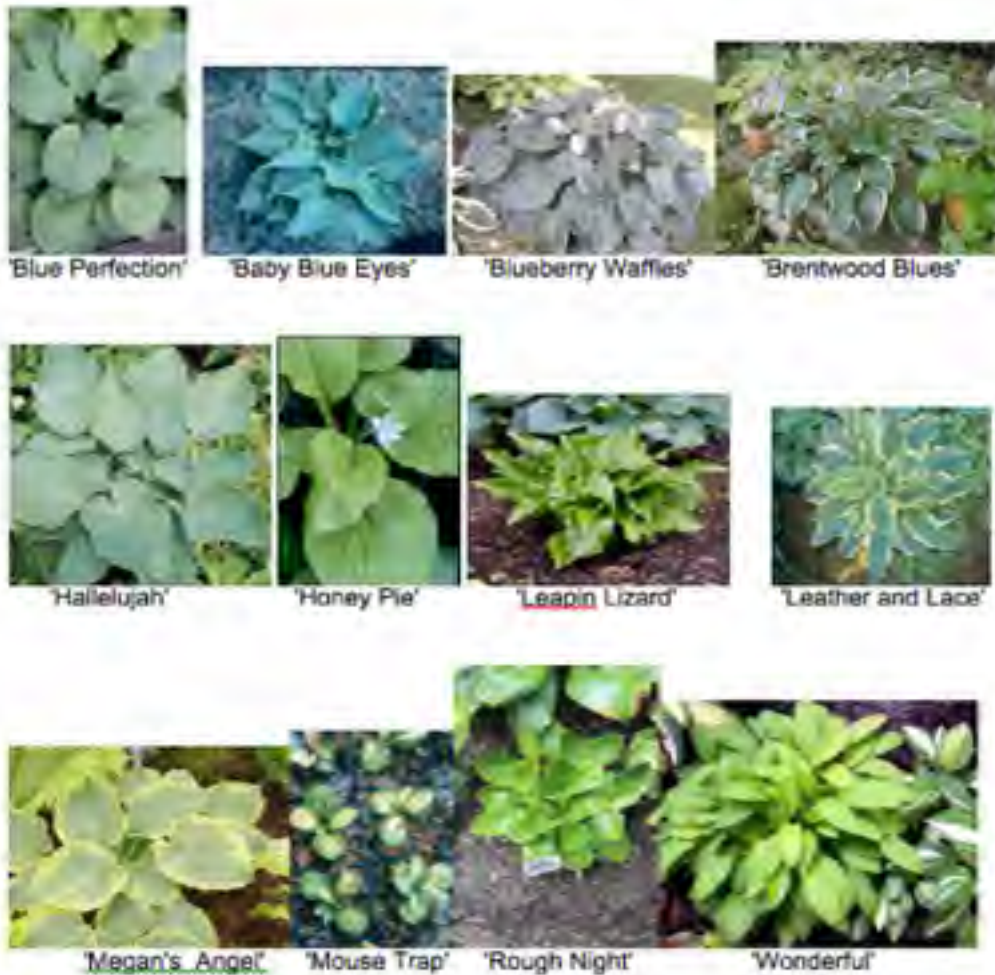 'Blue Perfection' 'Baby Blue Eyes' 'Blueberry Waffles' 'Brentwood Blues'
'Hallelujah' 'Honey Pie' 'Leapin Lizard' 'Leather and Lace'
'Megan's Angel' 'Mouse Trap' 'Rough Night' 'Wonderful'